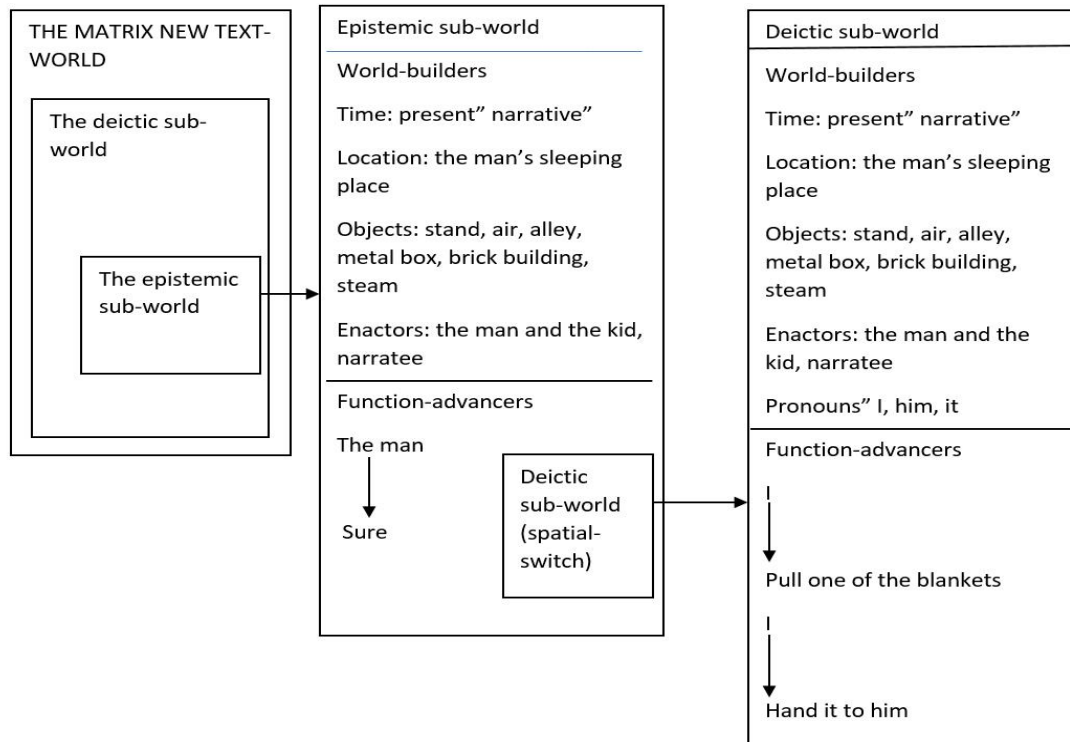 THE MATRIX NEW TEXT-
WORLD
The deictic sub-
world
The epistemic
sub-world
Epistemic sub-world
World-builders
Time: present” narrative”
Location: the man’s sleeping
place
Objects: stand, air, alley,
metal box, brick building,
steam
Enactors: the man and the kid,
narratee
Function-advancers
The man
Sure
Deictic
sub-world
(spatial-
switch)
Deictic sub-world
World-builders
Time: present” narrative”
Location: the man’s sleeping
place
Objects: stand, air, alley,
metal box, brick building,
steam
Enactors: the man and the
kid, narratee
Pronouns” I, him, it
Function-advancers
I
Pull one of the blankets
I
Hand it to him